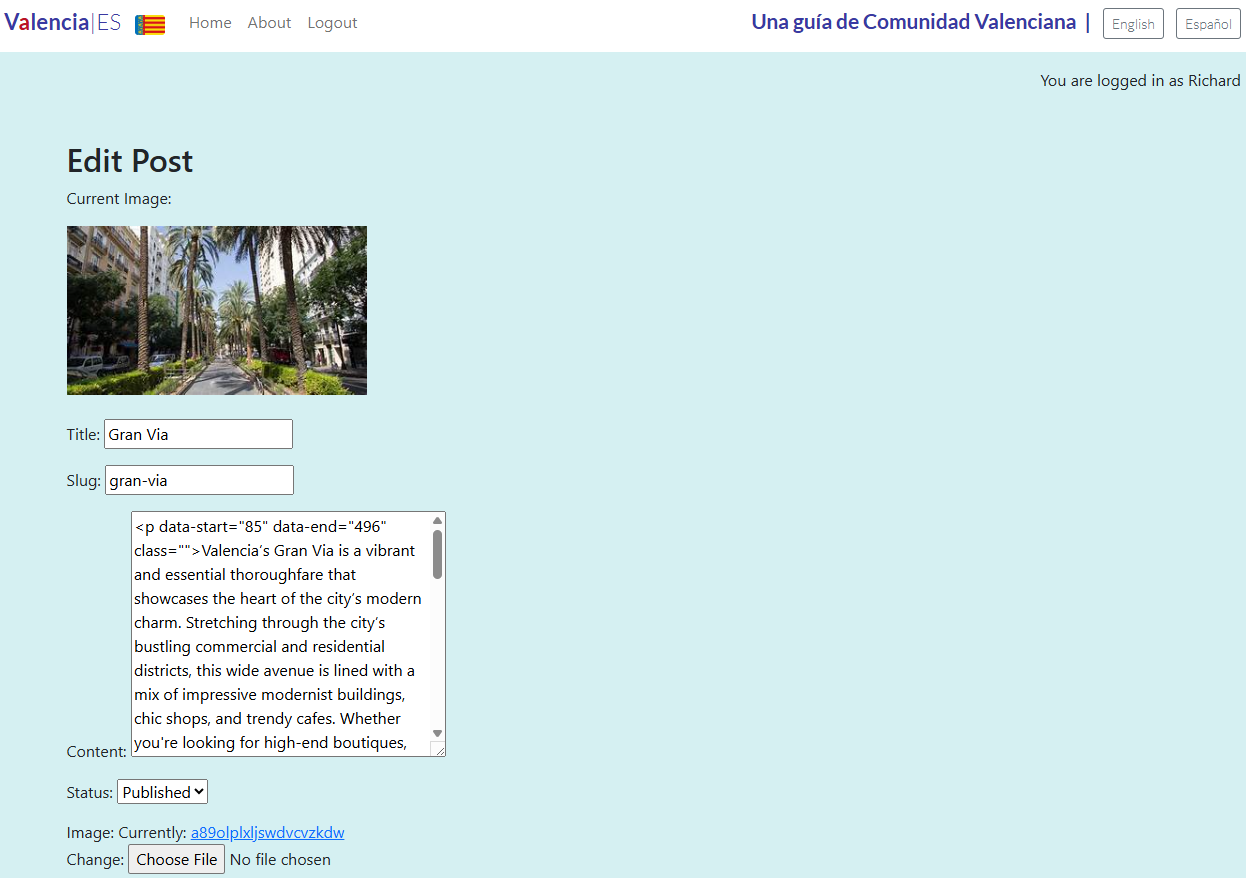 Valencia|ES Home About Logout Una guía de Comunidad Valenciana | English Español
You are logged in as Richard
Edit Post
Current Image:
Title: Gran Via
Slug: gran-via
<p data-start="85" data-end="496"
class="">Valencia’s Gran Via is a vibrant
and essential thoroughfare that
showcases the heart of the city’s modern
charm. Stretching through the city’s
bustling commercial and residential
districts, this wide avenue is lined with a
mix of impressive modernist buildings,
chic shops, and trendy cafes. Whether
you're looking for high-end boutiques,
Content:
Status: Published
Image: Currently: a89olplxljswdvcvzkdw
Change: Choose File No file chosen